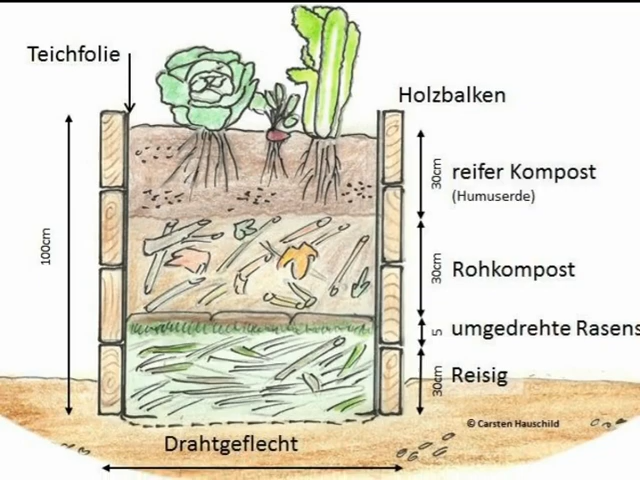 Teichfolie
Holzbalken
30cm
reifer Kompost
(Humuserde)
100cm
30cm
Rohkompost
5
umgedrehte Rasens
30cm
Reisig
© Carsten Hauschild
Drahtgeflecht